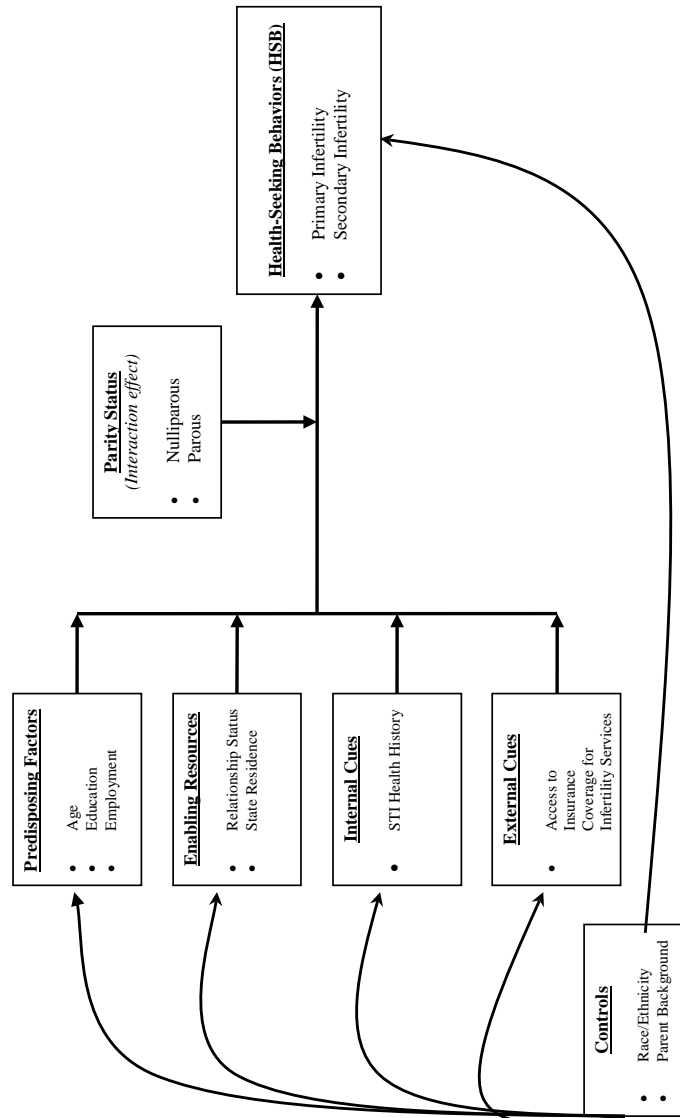 Predisposing Factors
• Age
• Education
• Employment
Enabling Resources
• Relationship Status
• State Residence
Internal Cues
• STI Health History
External Cues
• Access to
Insurance
Coverage for
Infertility Services
Controls
• Race/Ethnicity
• Parent Background
Parity Status
(Interaction effect)
• Nulliparous
• Parous
Health-Seeking Behaviors (HSB)
• Primary Infertility
• Secondary Infertility